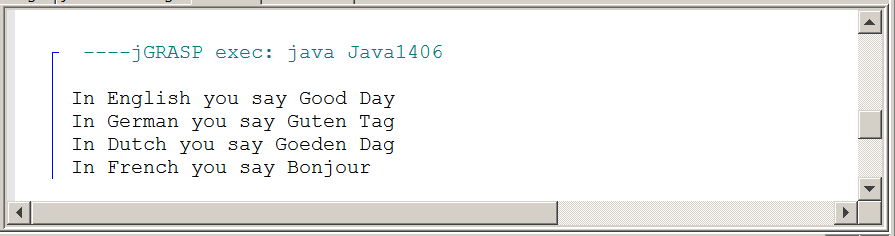 ----jGRASP exec: java Java1406
In English you say Good Day
In German you say Guten Tag
In Dutch you say Goeden Dag
In French you say Bonjour